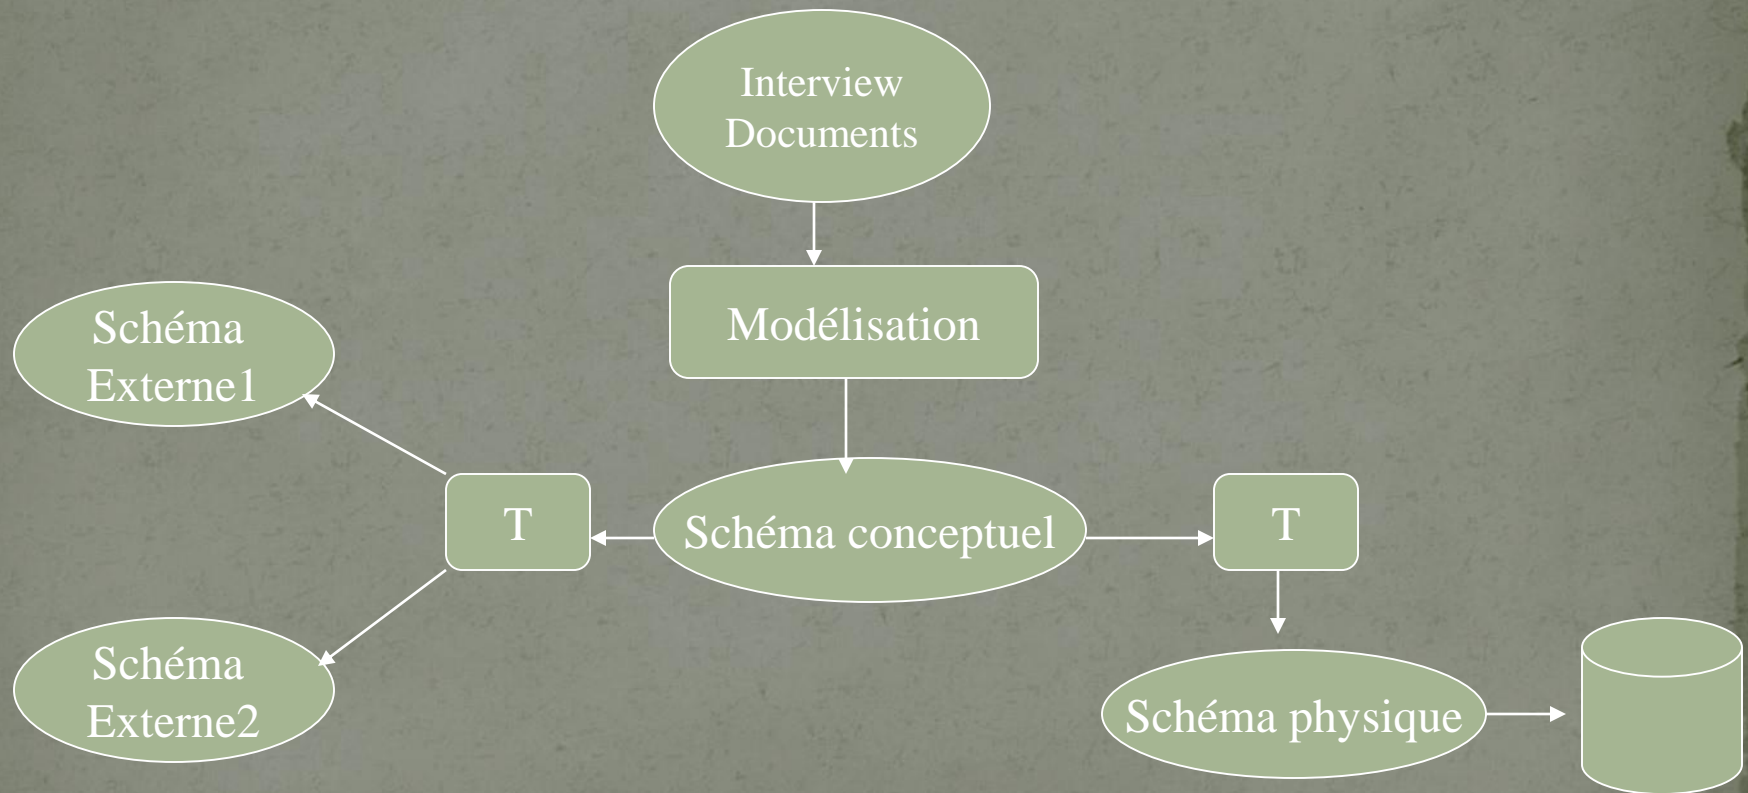 Interview
Documents
Modélisation
Schéma
Externe1
T
Schéma conceptuel
T
Schéma
Externe2
Schéma physique